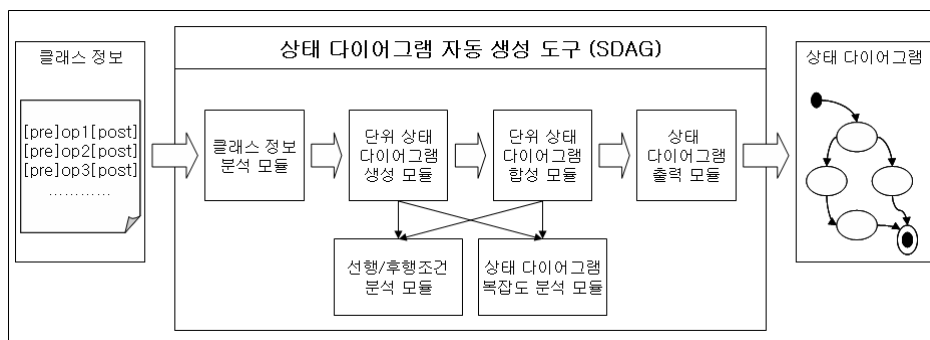 클래스 정보
[pre]op1[post]
[pre]op2[post]
[pre]op3[post]
…………
상태 다이어그램 자동 생성 도구 (SDAG)
클래스 정보
분석 모듈
단위 상태
다이어그램
생성 모듈
단위 상태
다이어그램
합성 모듈
상태
다이어그램
출력 모듈
선행/후행조건
분석 모듈
상태 다이어그램
복잡도 분석 모듈
상태 다이어그램